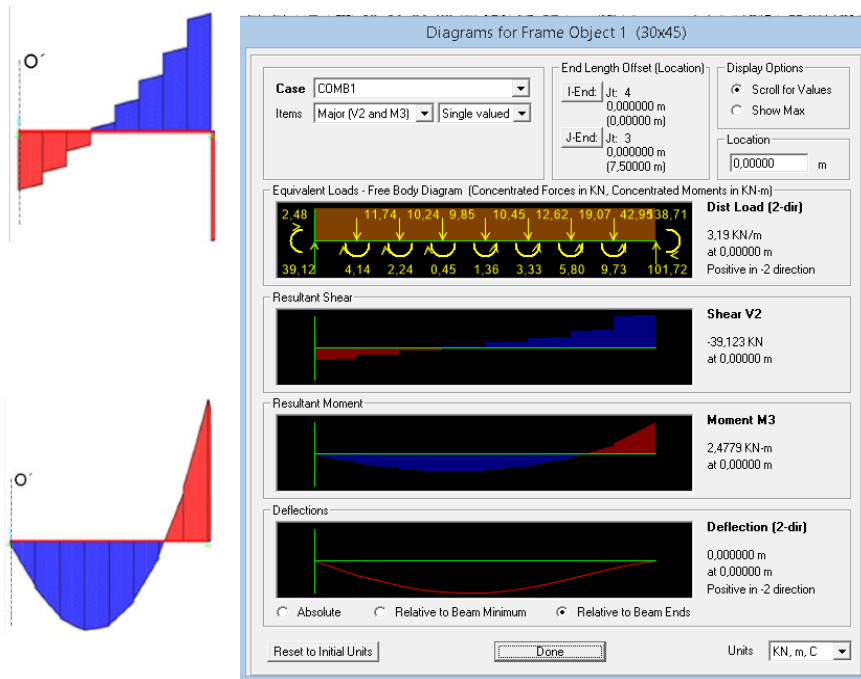 O´
O´
Diagrams for Frame Object 1 (30x45)
Case COMB1
Items Major (V2 and M3) Single valued
End Length Offset (Location)
I-End: Jt: 4
0,000000 m
(0,00000 m)
J-End: Jt: 3
0,000000 m
(7,50000 m)
Display Options
Scroll for Values
Show Max
Location
0,00000 m
Equivalent Loads - Free Body Diagram (Concentrated Forces in KN, Concentrated Moments in KN-m)
2,48 11,74 10,24 9,85 10,45 12,62 19,07 42,95 138,71
39,12 4,14 2,24 0,45 1,36 3,33 5,80 9,73 101,72
Dist Load (2-dir)
3,19 KN/m
at 0,00000 m
Positive in -2 direction
Resultant Shear
Shear V2
-39,123 KN
at 0,00000 m
Resultant Moment
Moment M3
2,4779 KN-m
at 0,00000 m
Deflections
Deflection (2-dir)
0,000000 m
at 0,00000 m
Positive in -2 direction
Absolute Relative to Beam Minimum Relative to Beam Ends
Reset to Initial Units Done Units KN, m, C